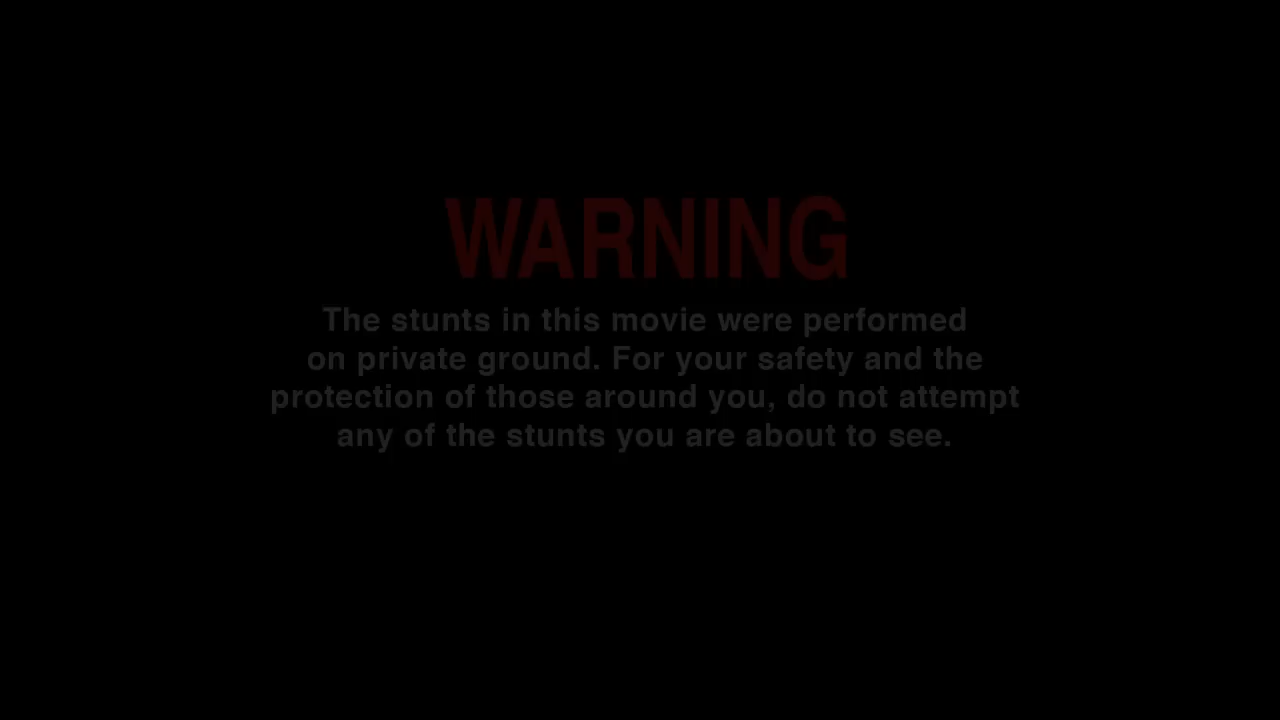 WARNING
The stunts in this movie were performed
on private ground. For your safety and the
protection of those around you, do not attempt
any of the stunts you are about to see.